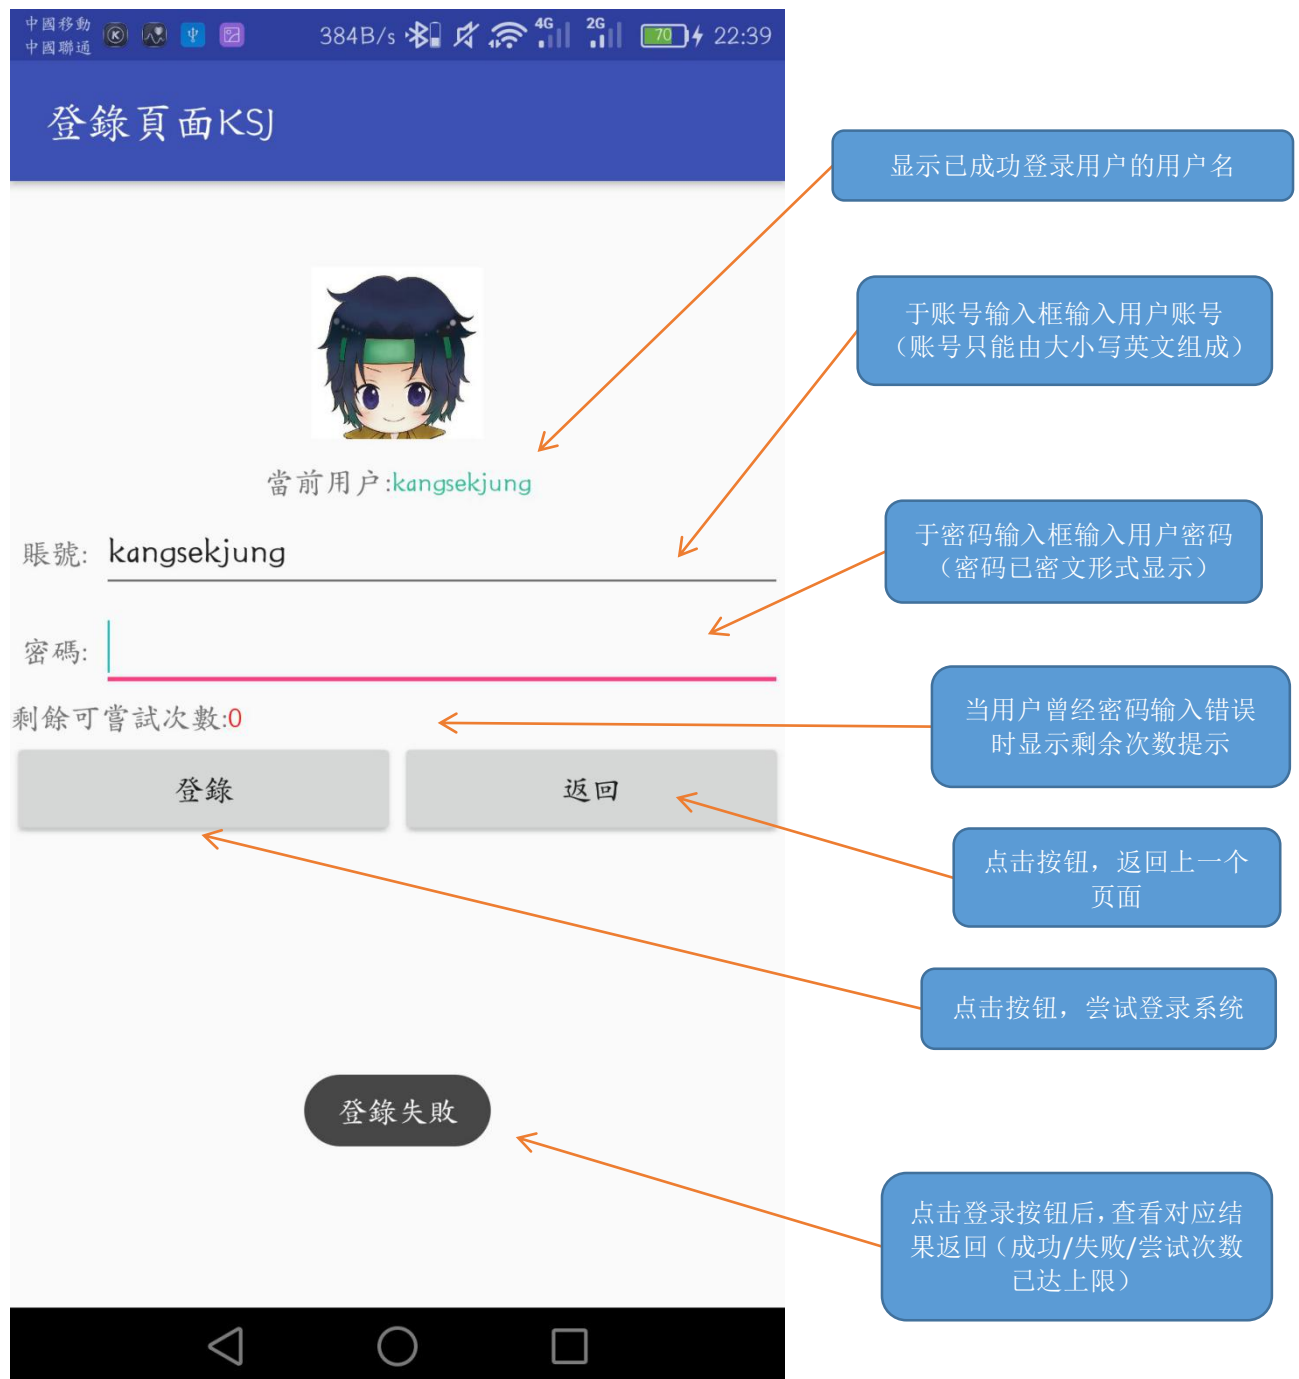 中國移動
中國聯通
384B/s
4G
2G
70
22:39
登錄頁面KSJ
显示已成功登录用户的用户名
于账号输入框输入用户账号
（账号只能由大小写英文组成）
當前用户:kangsekjung
賬號: kangsekjung
于密码输入框输入用户密码
（密码已密文形式显示）
密碼:
当用户曾经密码输入错误
时显示剩余次数提示
剩餘可嘗試次數:0
登錄
返回
点击按钮，返回上一个
页面
点击按钮，尝试登录系统
登錄失敗
点击登录按钮后，查看对应结
果返回（成功/失败/尝试次数
已达上限）